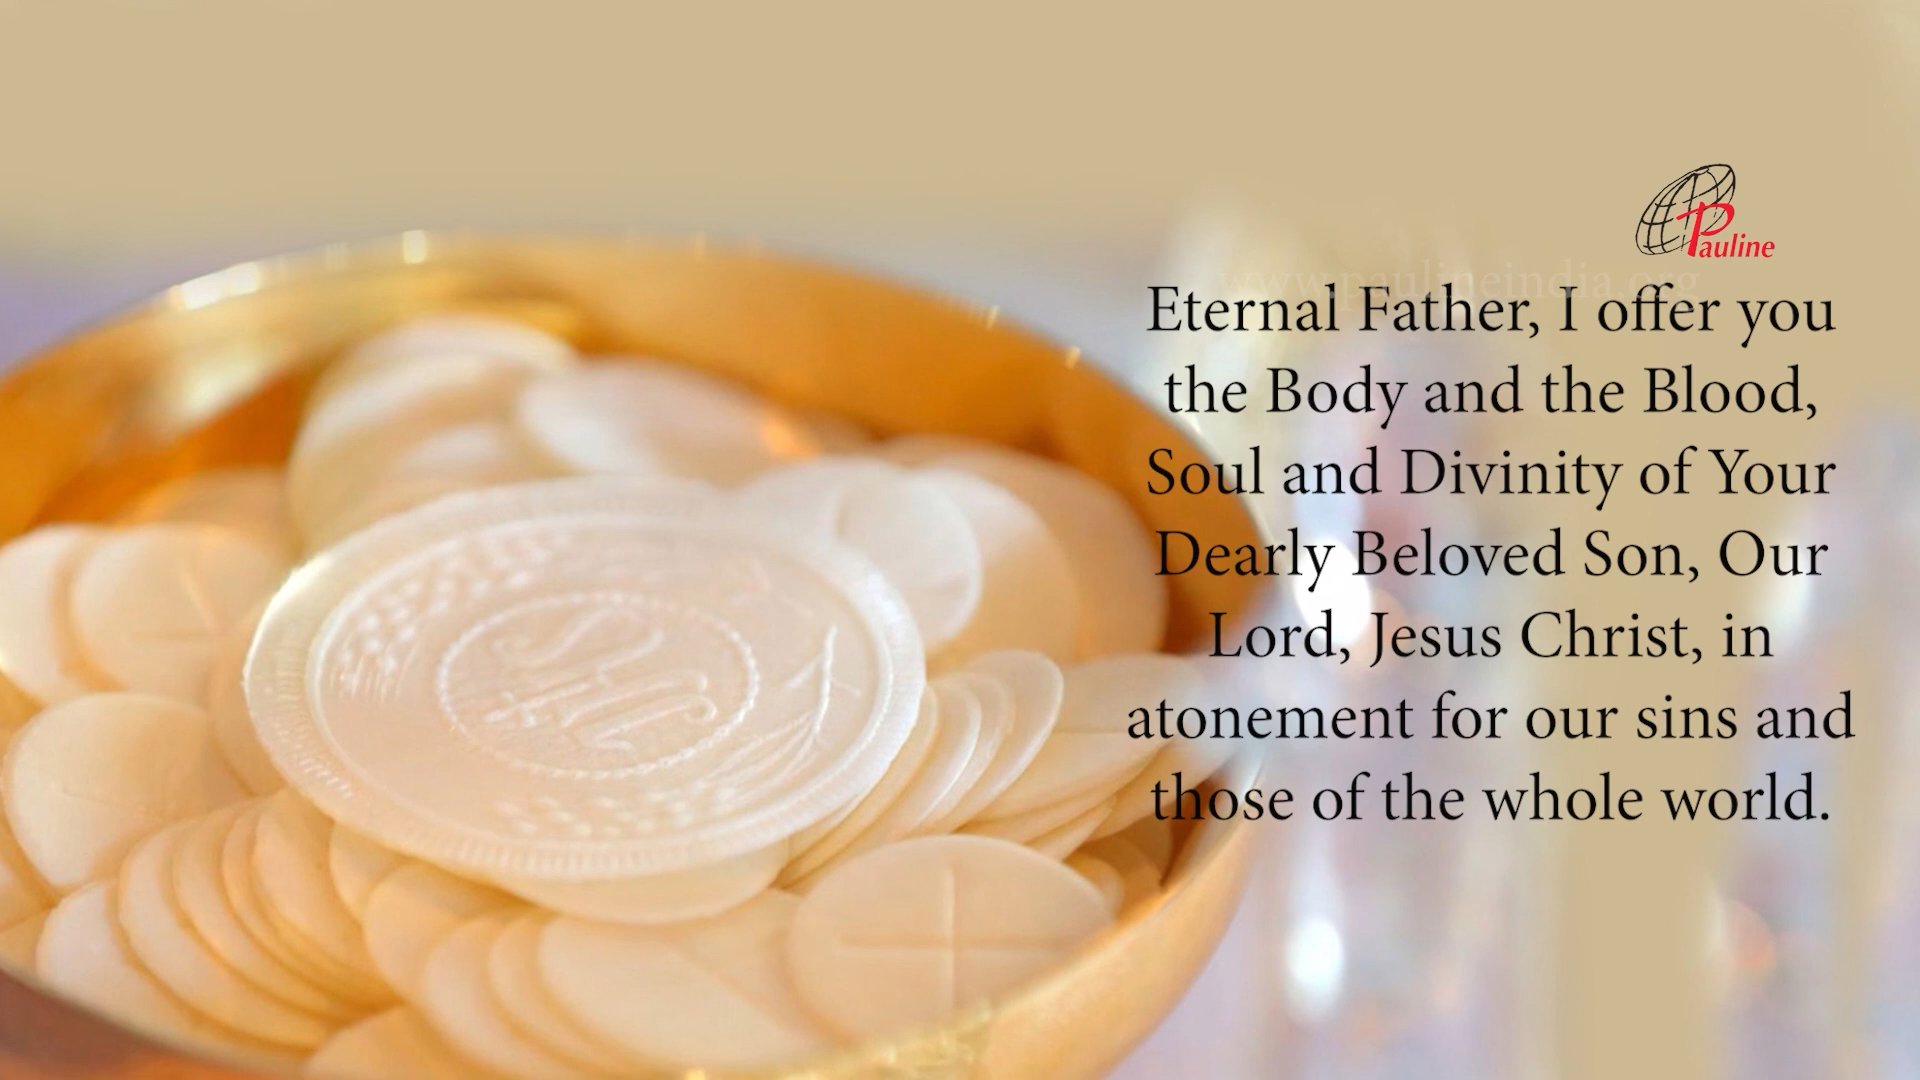 Pauline
www.paulineindia.org
Eternal Father, I offer you
the Body and the Blood,
Soul and Divinity of Your
Dearly Beloved Son, Our
Lord, Jesus Christ, in
atonement for our sins and
those of the whole world.
IHS